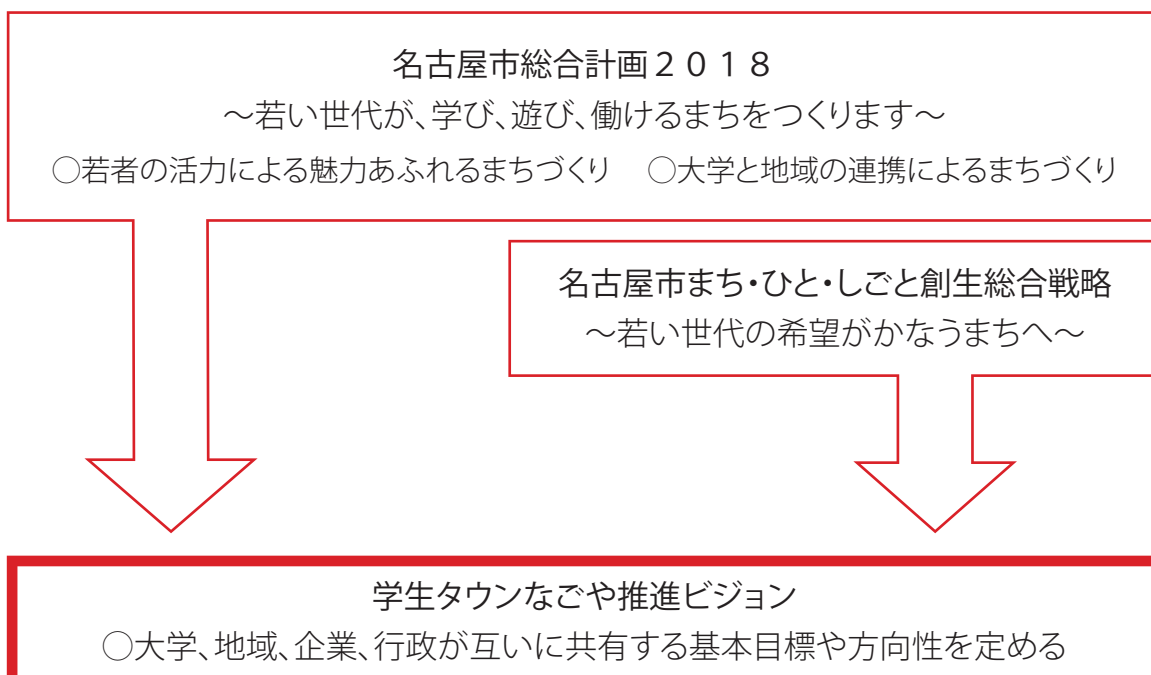 名古屋市総合計画2018
～若い世代が、学び、遊び、働けるまちをつくります～
○若者の活力による魅力あふれるまちづくり　○大学と地域の連携によるまちづくり
名古屋市まち・ひと・しごと創生総合戦略
～若い世代の希望がかなうまちへ～
学生タウンなごや推進ビジョン
○大学、地域、企業、行政が互いに共有する基本目標や方向性を定める